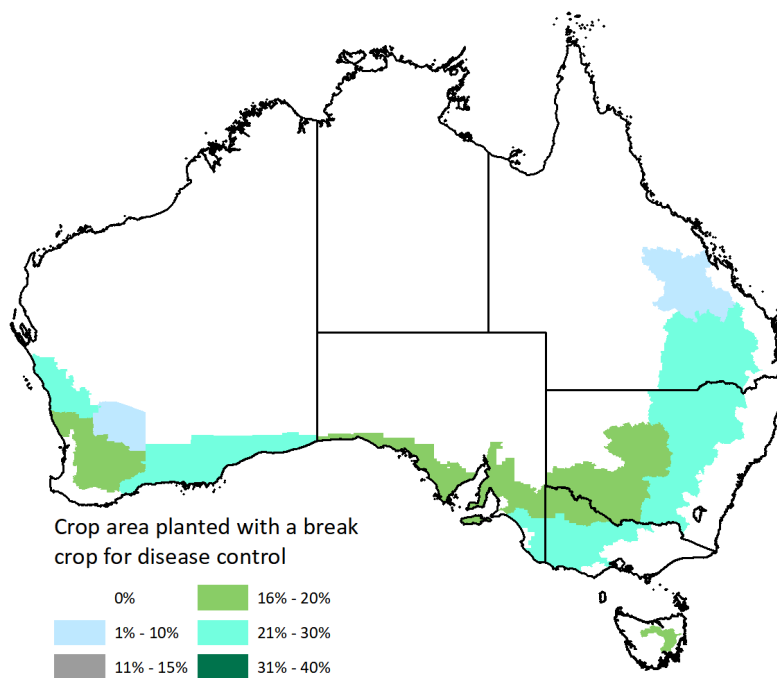 Crop area planted with a break
crop for disease control
0%
16% - 20%
1% - 10%
21% - 30%
11% - 15%
31% - 40%